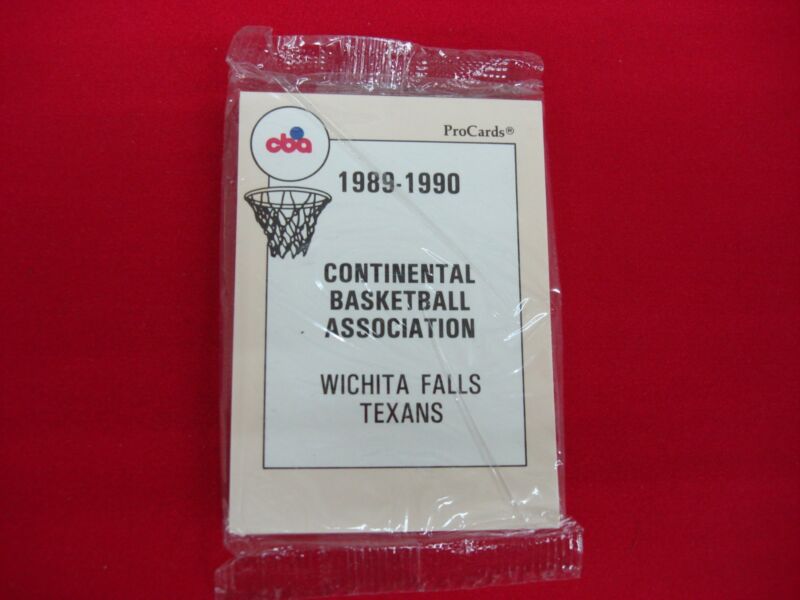 ProCards®
cba
1989-1990
CONTINENTAL
BASKETBALL
ASSOCIATION
WICHITA FALLS
TEXANS